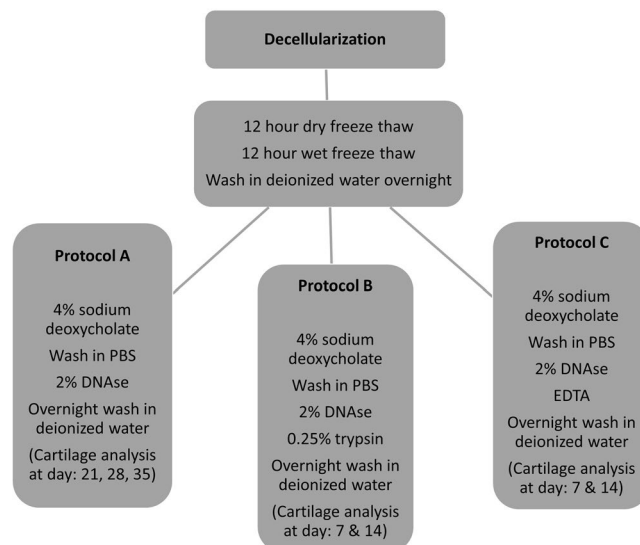 Decellularization
12 hour dry freeze thaw
12 hour wet freeze thaw
Wash in deionized water overnight
Protocol A
4% sodium
deoxycholate
Wash in PBS
2% DNAse
Overnight wash in
deionized water
(Cartilage analysis
at day: 21, 28, 35)
Protocol B
4% sodium
deoxycholate
Wash in PBS
2% DNAse
0.25% trypsin
Overnight wash in
deionized water
(Cartilage analysis
at day: 7 & 14)
Protocol C
4% sodium
deoxycholate
Wash in PBS
2% DNAse
EDTA
Overnight wash in
deionized water
(Cartilage analysis
at day: 7 & 14)